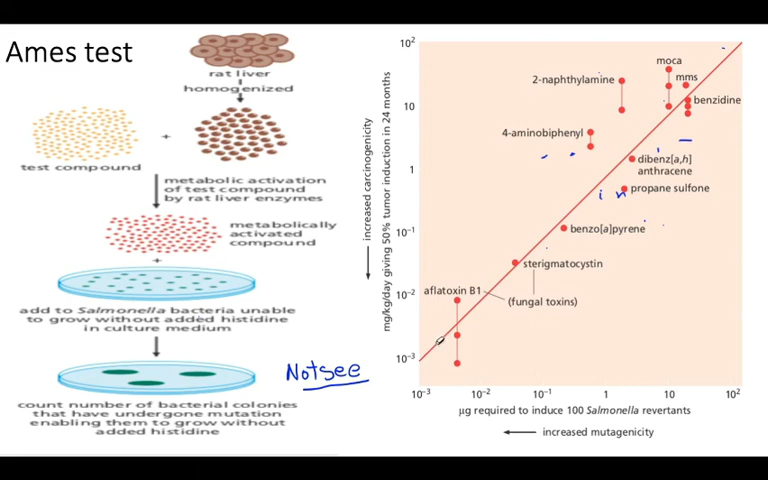 Ames test
rat liver
homogenized
+
test compound
metabolic activation
of test compound
by rat liver enzymes
metabolically
activated
compound
+
add to Salmonella bacteria unable
to grow without added histidine
in culture medium
Notsee
count number of bacterial colonies
that have undergone mutation
enabling them to grow without
added histidine
mg/kg/day giving 50% tumor induction in 24 months
increased carcinogenicity
10²
10
1
10⁻¹
10⁻²
10⁻³
moca
mms
2-naphthylamine
benzidine
4-aminobiphenyl
dibenz[a,h]
anthracene
propane sulfone
in
benzo[a]pyrene
sterigmatocystin
aflatoxin B1
(fungal toxins)
10⁻³ 10⁻² 10⁻¹ 1 10 10²
µg required to induce 100 Salmonella revertants
increased mutagenicity